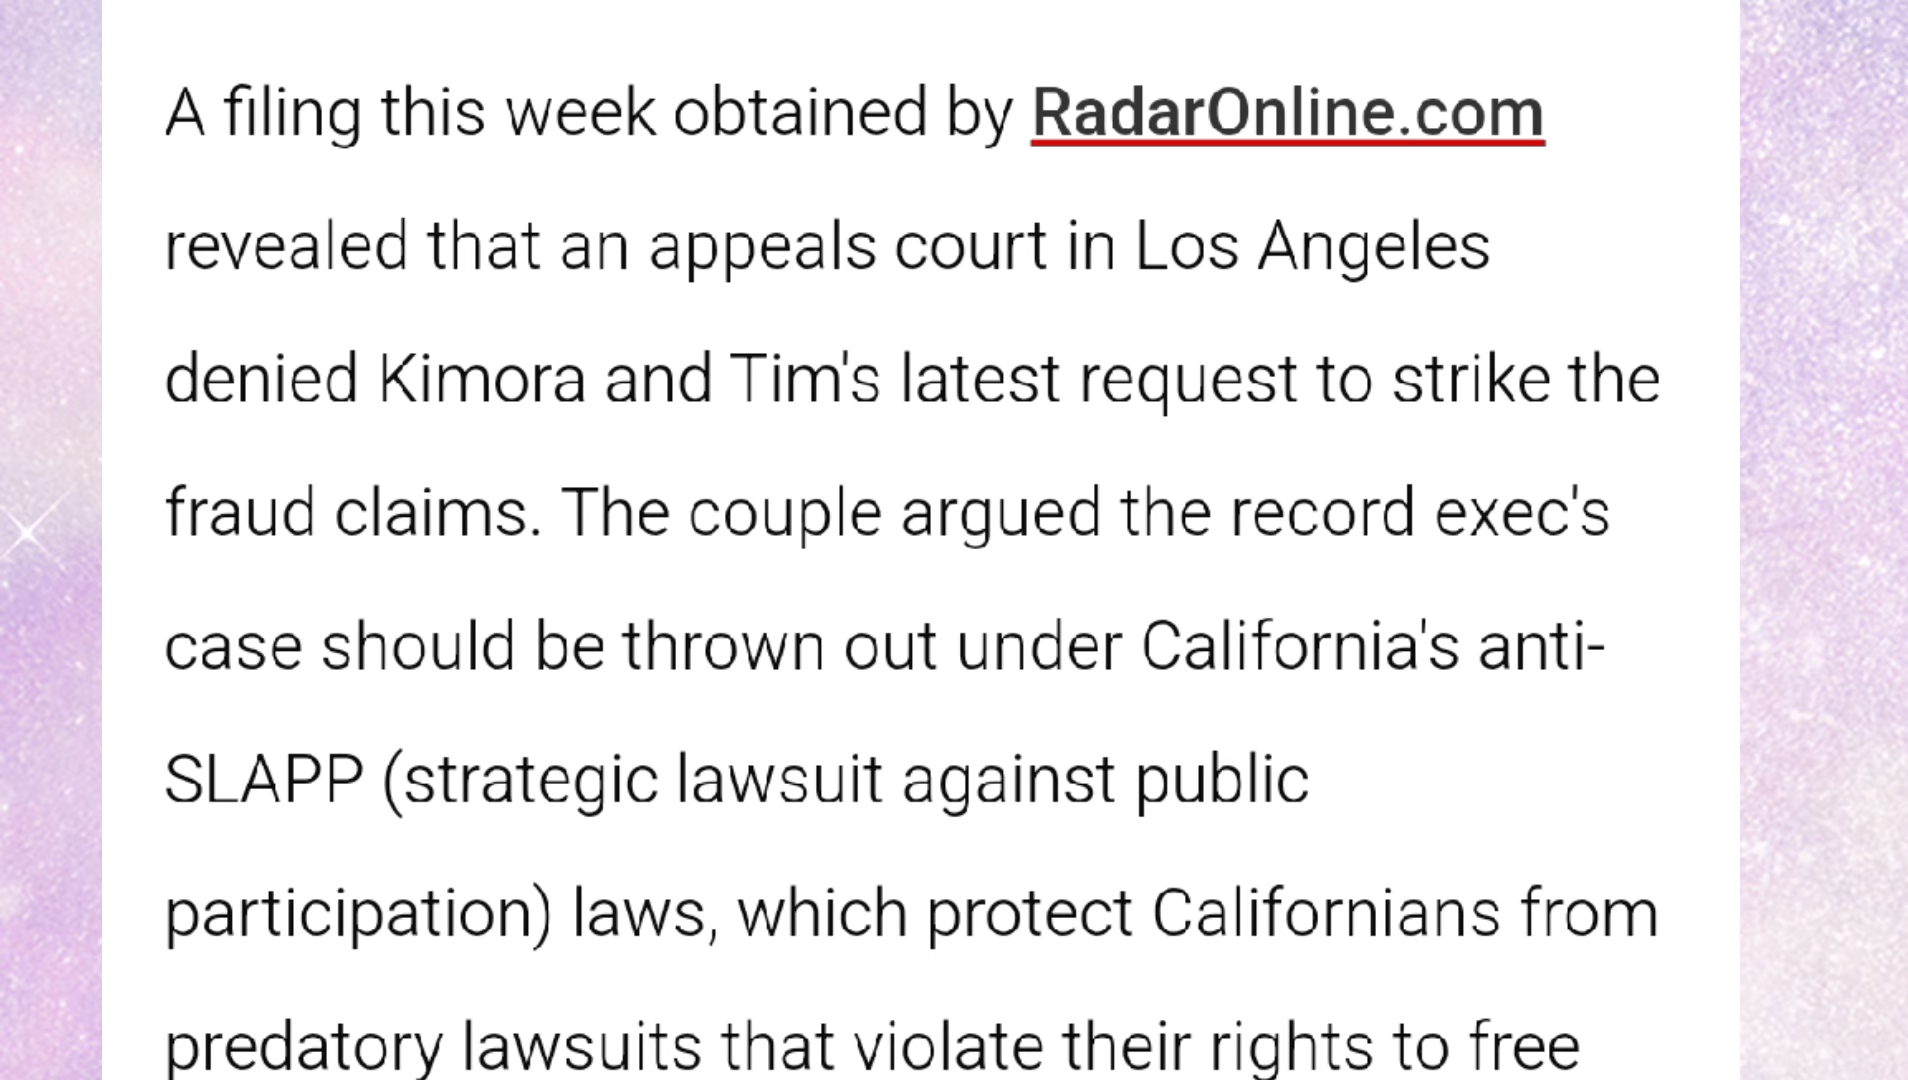 A filing this week obtained by RadarOnline.com
revealed that an appeals court in Los Angeles
denied Kimora and Tim's latest request to strike the
fraud claims. The couple argued the record exec's
case should be thrown out under California's anti-
SLAPP (strategic lawsuit against public
participation) laws, which protect Californians from
predatory lawsuits that violate their rights to free